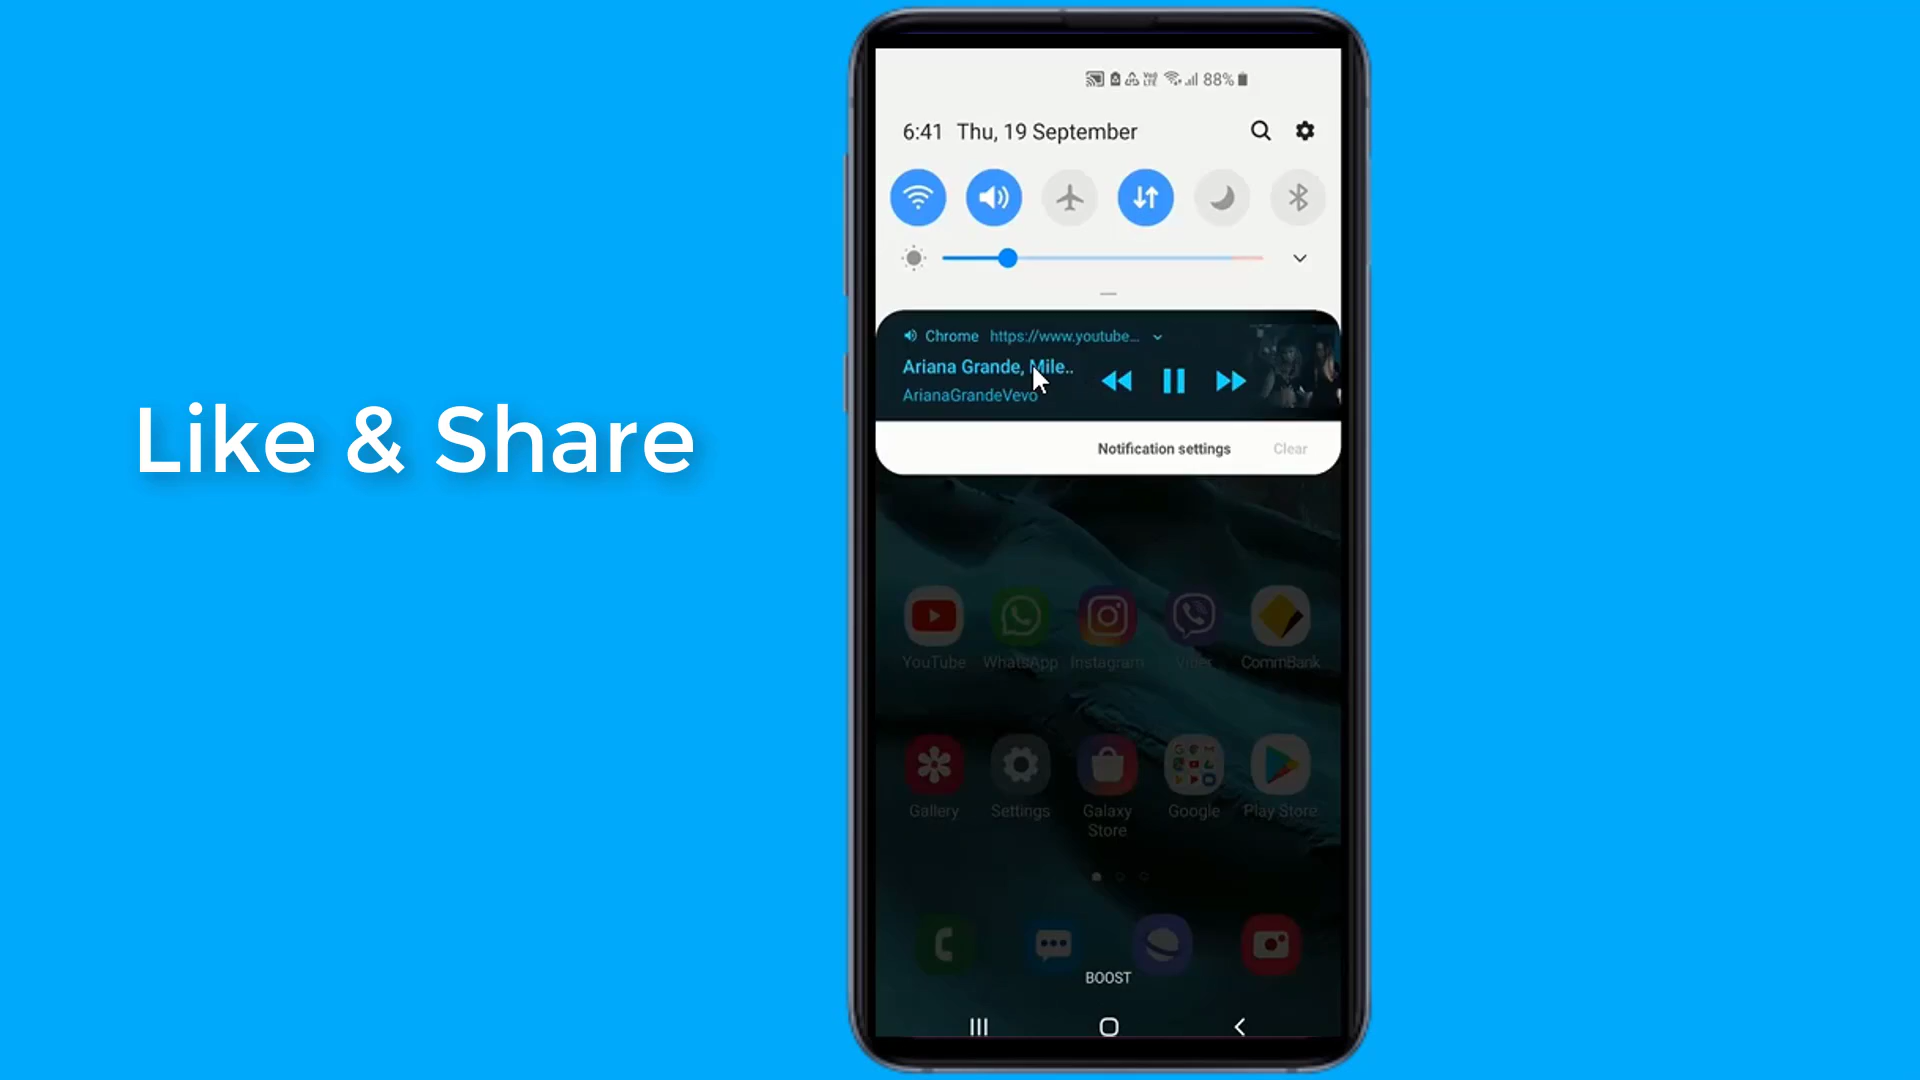 Like & Share
88%
6:41 Thu, 19 September
Chrome https://www.youtube...
Ariana Grande, Mile..
ArianaGrandeVevo
Notification settings Clear
YouTube WhatsApp Instagram Viber CommBank
Gallery Settings Galaxy Store Google Play Store
BOOST